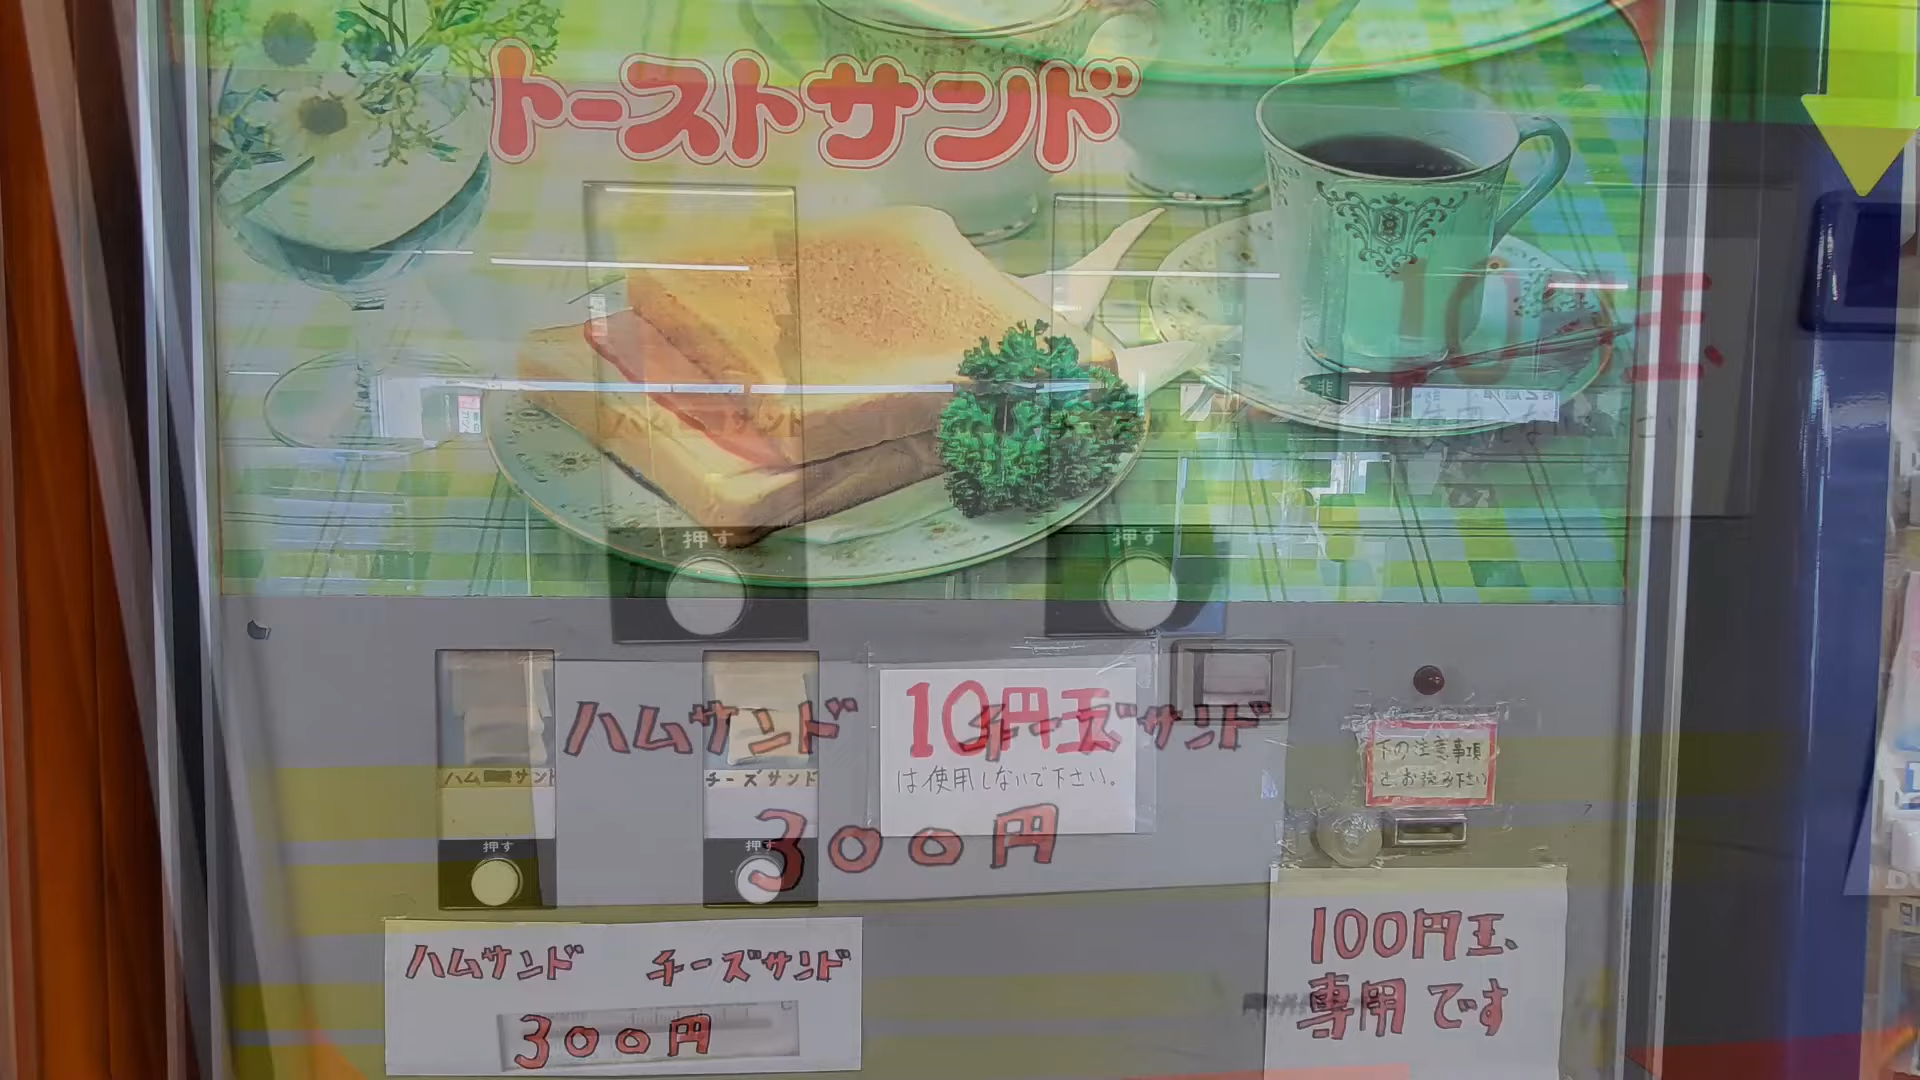 トーストサンド
押す
押す
ハムサンド
チーズサンド
300円
10円玉
は使用しないで下さい。
下の注意事項
をお読み下さい
ハム サンド
チーズサンド
押す
押す
ハムサンド
チーズサンド
300円
100円玉
専用です